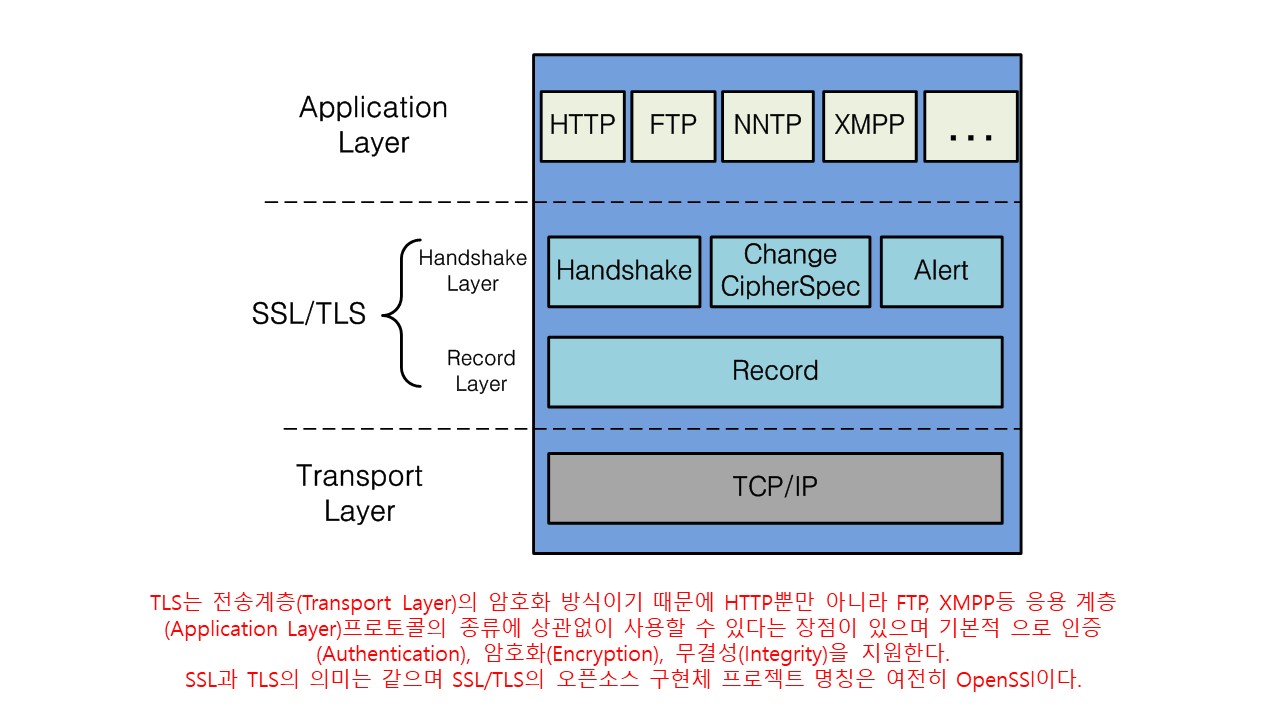 Application
Layer
HTTP
FTP
NNTP
XMPP
...
SSL/TLS
Handshake
Layer
Handshake
Change
CipherSpec
Alert
Record
Layer
Record
Transport
Layer
TCP/IP
TLS는 전송계층(Transport Layer)의 암호화 방식이기 때문에 HTTP뿐만 아니라 FTP, XMPP등 응용 계층
(Application Layer)프로토콜의 종류에 상관없이 사용할 수 있다는 장점이 있으며 기본적 으로 인증
(Authentication), 암호화(Encryption), 무결성(Integrity)을 지원한다.
SSL과 TLS의 의미는 같으며 SSL/TLS의 오픈소스 구현체 프로젝트 명칭은 여전히 OpenSSl이다.